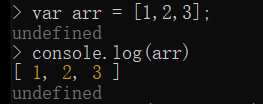 > var arr = [1,2,3];
undefined
> console.log(arr)
[ 1, 2, 3 ]
undefined